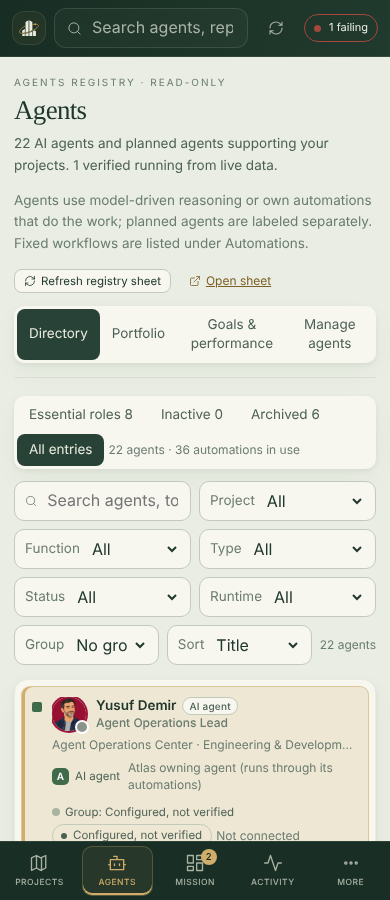 Search agents, rep
1 failing
AGENTS REGISTRY · READ-ONLY
Agents
22 AI agents and planned agents supporting your
projects. 1 verified running from live data.
Agents use model-driven reasoning or own automations
that do the work; planned agents are labeled separately.
Fixed workflows are listed under Automations.
Refresh registry sheet
Open sheet
Directory
Portfolio
Goals &
performance
Manage
agents
Essential roles 8
Inactive 0
Archived 6
All entries
22 agents · 36 automations in use
Search agents, to
Project All
Function All
Type All
Status All
Runtime All
Group No gro
Sort Title
22 agents
Yusuf Demir
AI agent
Agent Operations Lead
Agent Operations Center · Engineering & Developm...
A AI agent
Atlas owning agent (runs through its
automations)
Group: Configured, not verified
Configured, not verified
Not connected
PROJECTS
AGENTS
2
MISSION
ACTIVITY
MORE